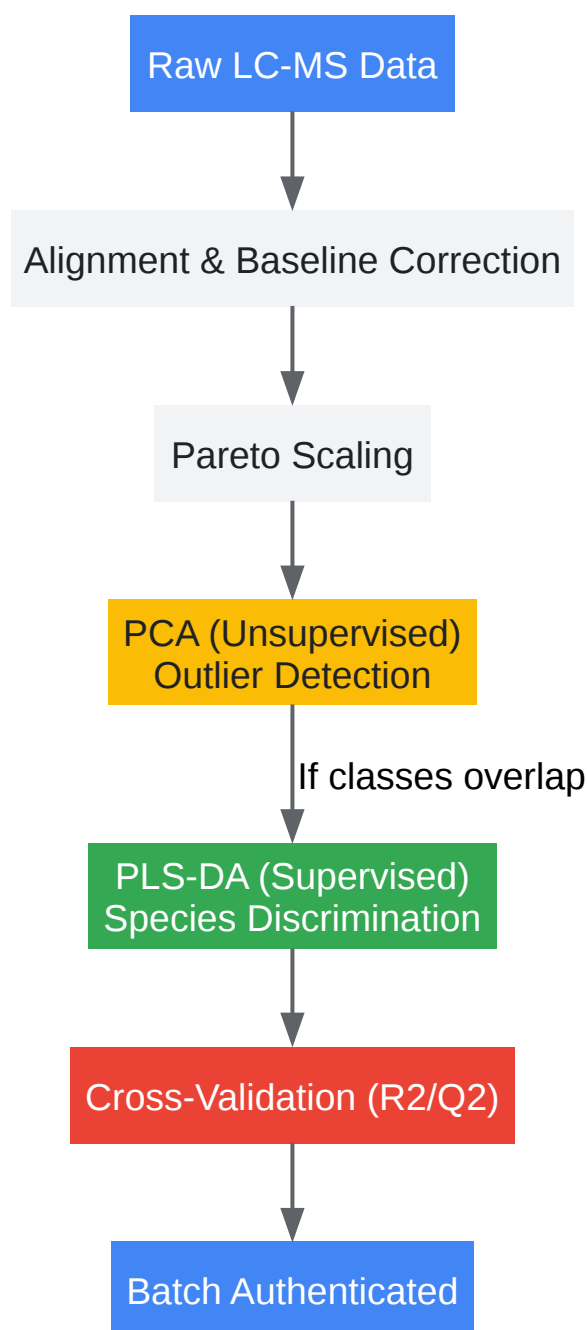 Raw LC-MS Data
Alignment & Baseline Correction
Pareto Scaling
PCA (Unsupervised)
Outlier Detection
If classes overlap
PLS-DA (Supervised)
Species Discrimination
Cross-Validation (R2/Q2)
Batch Authenticated